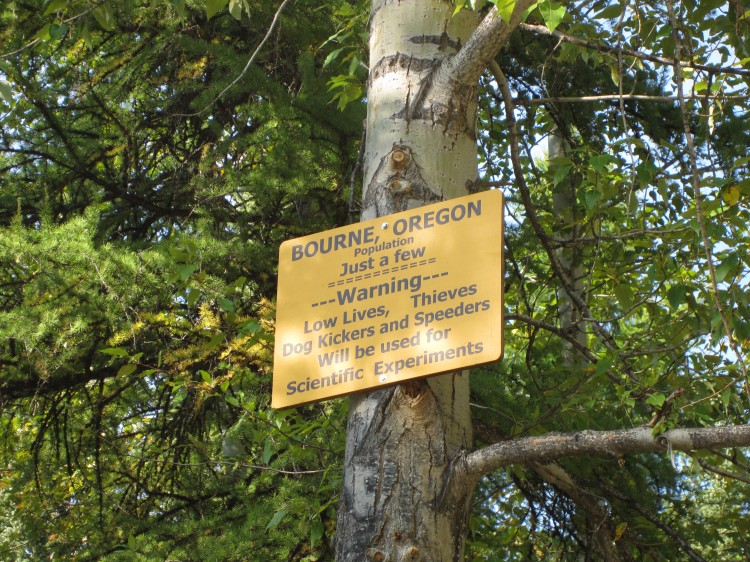 BOURNE, OREGON
Population
Just a few
============
---Warning---
Low Lives, Thieves
Dog Kickers and Speeders
Will be used for
Scientific Experiments